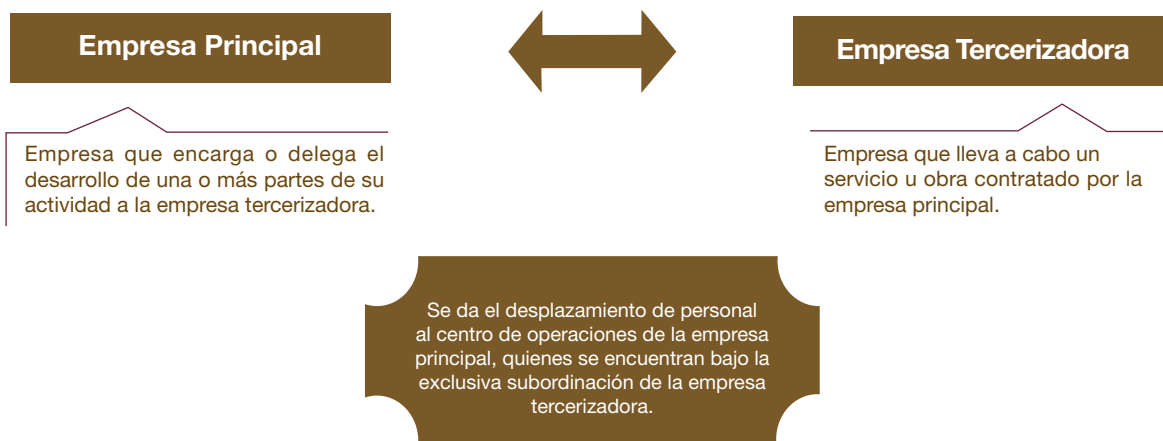 Empresa Principal
Empresa Tercerizadora
Empresa que encarga o delega el
desarrollo de una o más partes de su
actividad a la empresa tercerizadora.
Empresa que lleva a cabo un
servicio u obra contratado por la
empresa principal.
Se da el desplazamiento de personal
al centro de operaciones de la empresa
principal, quienes se encuentran bajo la
exclusiva subordinación de la empresa
tercerizadora.